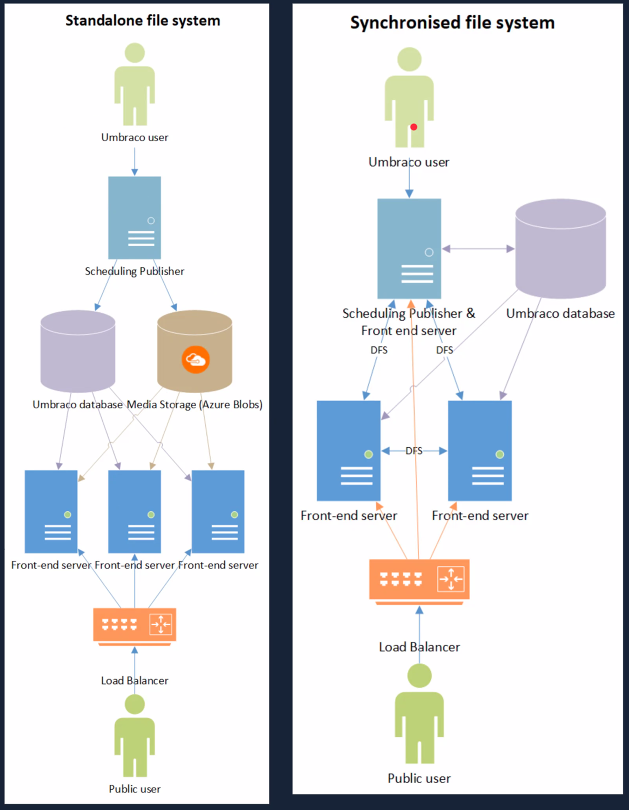 Standalone file system
Umbraco user
Scheduling Publisher
Umbraco database Media Storage (Azure Blobs)
Front-end server Front-end server Front-end server
Load Balancer
Public user
Synchronised file system
Umbraco user
Scheduling Publisher &
Front end server
Umbraco database
DFS
DFS
DFS
Front-end server
Front-end server
Load Balancer
Public user